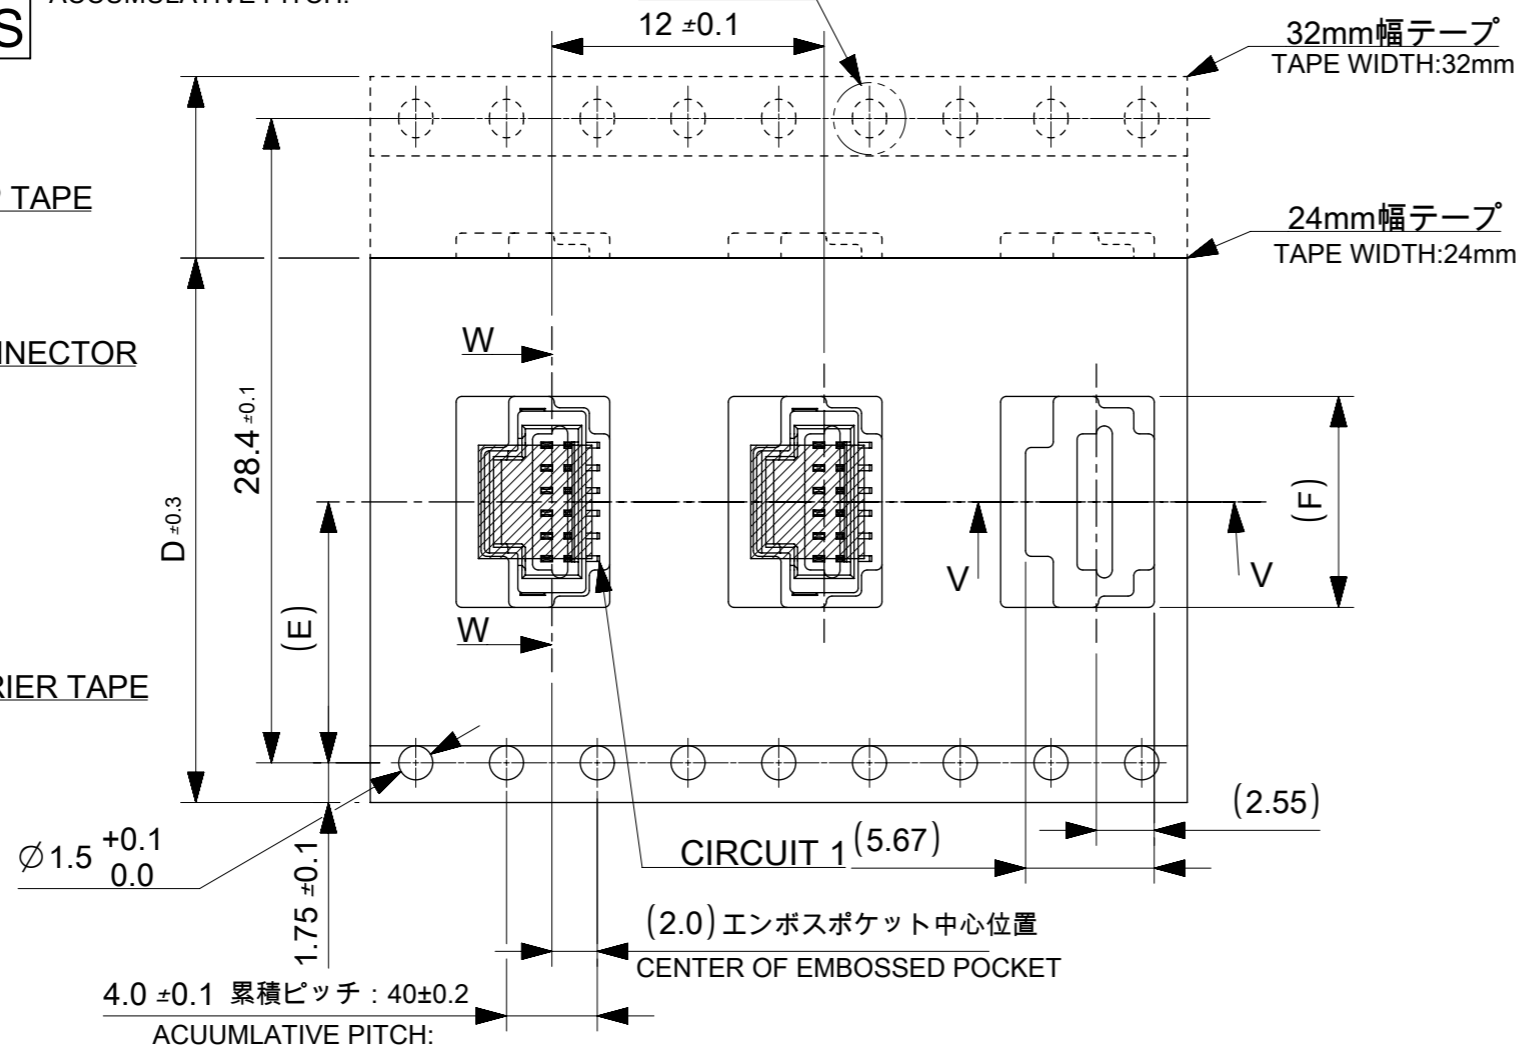 S
12 ±0.1
32mm幅テープ
TAPE WIDTH:32mm
TAPE
24mm幅テープ
TAPE WIDTH:24mm
W
NNECTOR
28.4 ±0.1
D ±0.3
(F)
V
V
(E)
W
RIER TAPE
(2.55)
∅1.5 +0.1
0.0
CIRCUIT 1
(5.67)
1.75 ±0.1
(2.0) エンボスポケット中心位置
CENTER OF EMBOSSED POCKET
4.0 ±0.1 累積ピッチ : 40±0.2
ACUUMLATIVE PITCH: